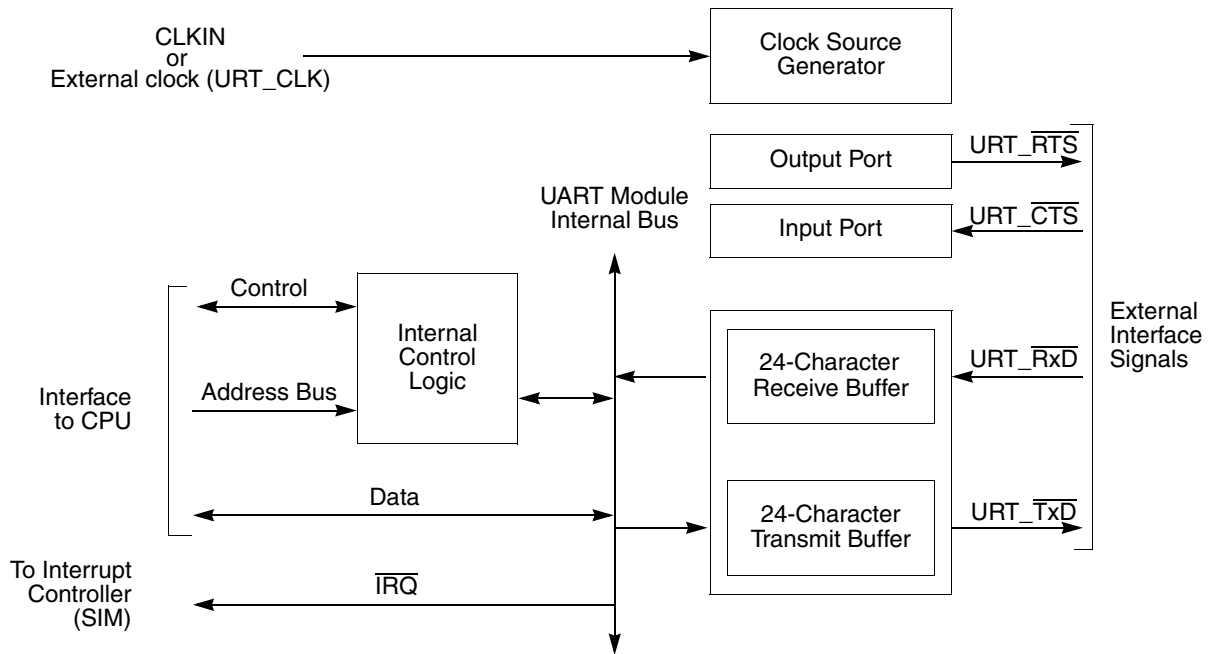 CLKIN
or
External clock (URT_CLK)
Clock Source
Generator
Output Port
URT_RTS
UART Module
Internal Bus
Input Port
URT_CTS
Control
Internal
Control
Logic
Address Bus
Interface
to CPU
24-Character
Receive Buffer
URT_RxD
External
Interface
Signals
Data
24-Character
Transmit Buffer
URT_TxD
To Interrupt
Controller
(SIM)
IRQ